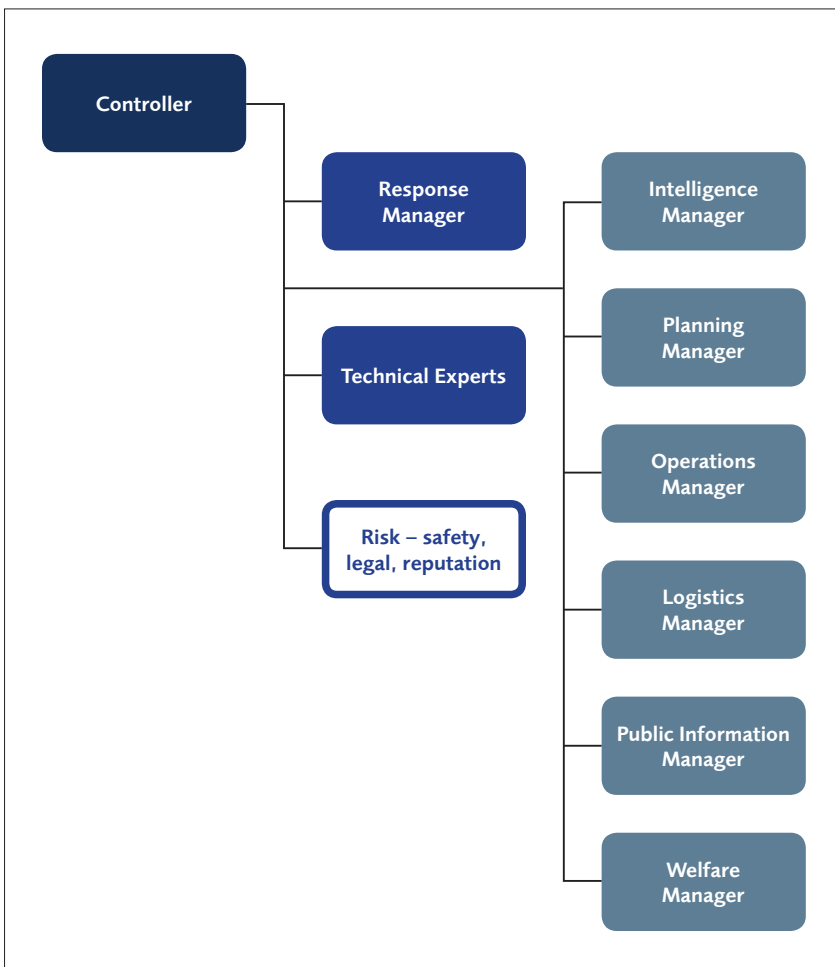 Controller
Response
Manager
Technical Experts
Risk – safety,
legal, reputation
Intelligence
Manager
Planning
Manager
Operations
Manager
Logistics
Manager
Public Information
Manager
Welfare
Manager